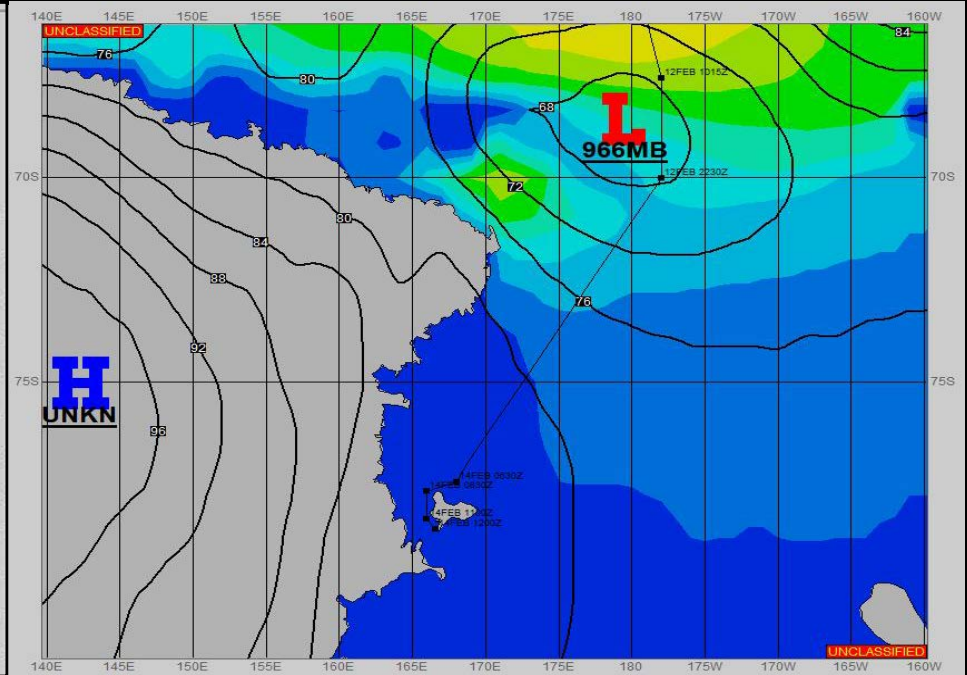 140E 145E 150E 155E 160E 165E 170E 175E 180 175W 170W 165W 160W
UNCLASSIFIED
84
76
80
12FEB 1015Z
68
L
966MB
12FEB 2230Z
70S
70S
72
80
84
88
76
92
H
UNKN
75S
75S
96
14FEB 0630Z
14FEB 1200Z
UNCLASSIFIED
140E 145E 150E 155E 160E 165E 170E 175E 180 175W 170W 165W 160W